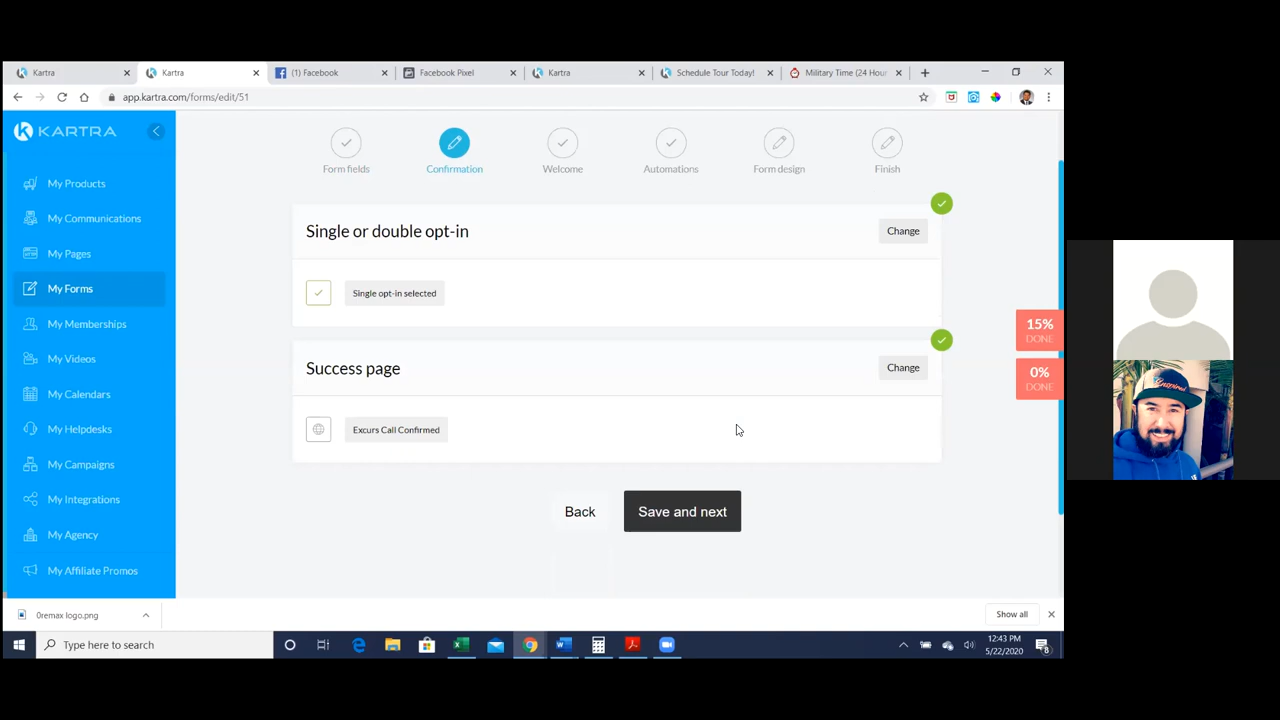 Kartra
Kartra
(1) Facebook
Facebook Pixel
Kartra
Schedule Tour Today!
Military Time (24 Hour
app.kartra.com/forms/edit/51
KARTRA
My Products
My Communications
My Pages
My Forms
My Memberships
My Videos
My Calendars
My Helpdesks
My Campaigns
My Integrations
My Agency
My Affiliate Promos
Form fields
Confirmation
Welcome
Automations
Form design
Finish
Single or double opt-in
Change
Single opt-in selected
Success page
Change
Excurs Call Confirmed
Back
Save and next
15%
DONE
0%
DONE
Inspired
0remax logo.png
Show all
Type here to search
12:43 PM
5/22/2020
8